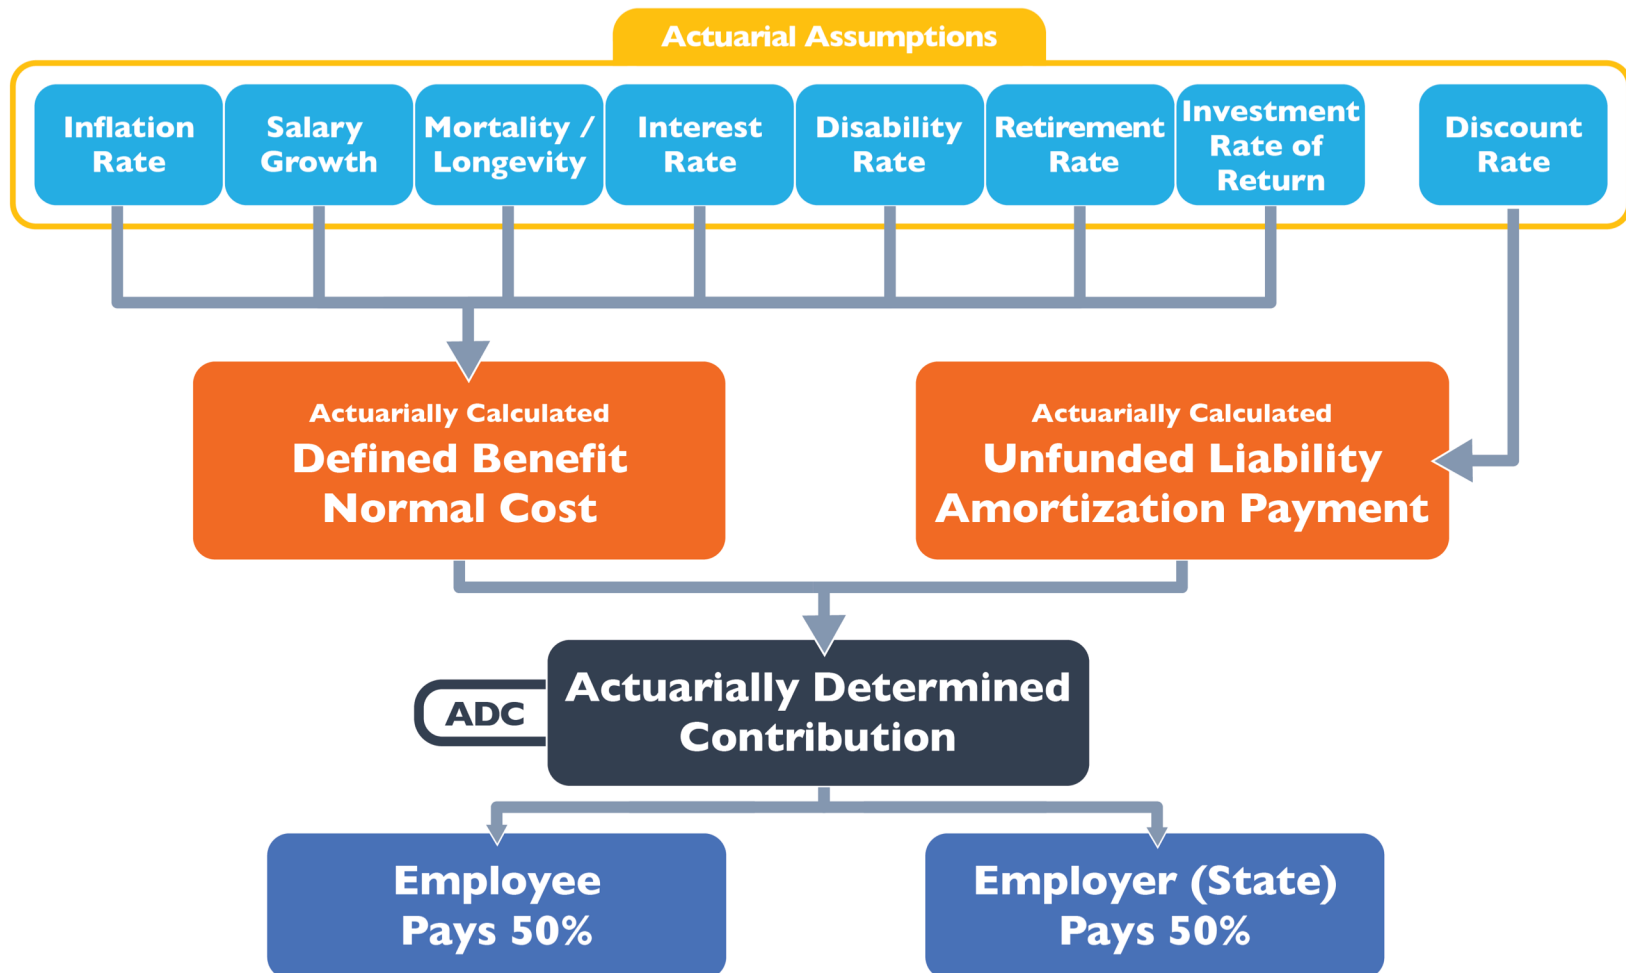 Actuarial Assumptions
Inflation
Rate
Salary
Growth
Mortality /
Longevity
Interest
Rate
Disability
Rate
Retirement
Rate
Investment
Rate of
Return
Discount
Rate
Actuarially Calculated
Defined Benefit
Normal Cost
Actuarially Calculated
Unfunded Liability
Amortization Payment
ADC
Actuarially Determined
Contribution
Employee
Pays 50%
Employer (State)
Pays 50%